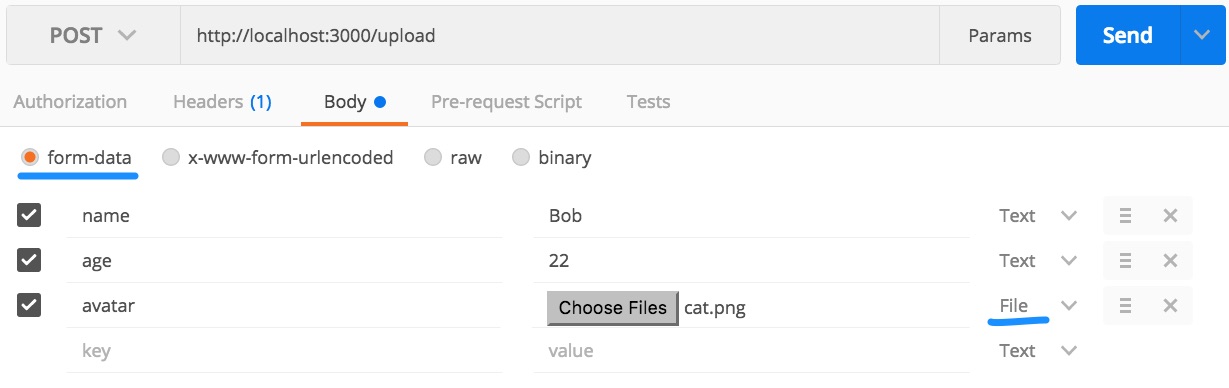 POST http://localhost:3000/upload Params Send
Authorization Headers (1) Body Pre-request Script Tests
form-data x-www-form-urlencoded raw binary
name Bob Text
age 22 Text
avatar Choose Files cat.png File
key value Text